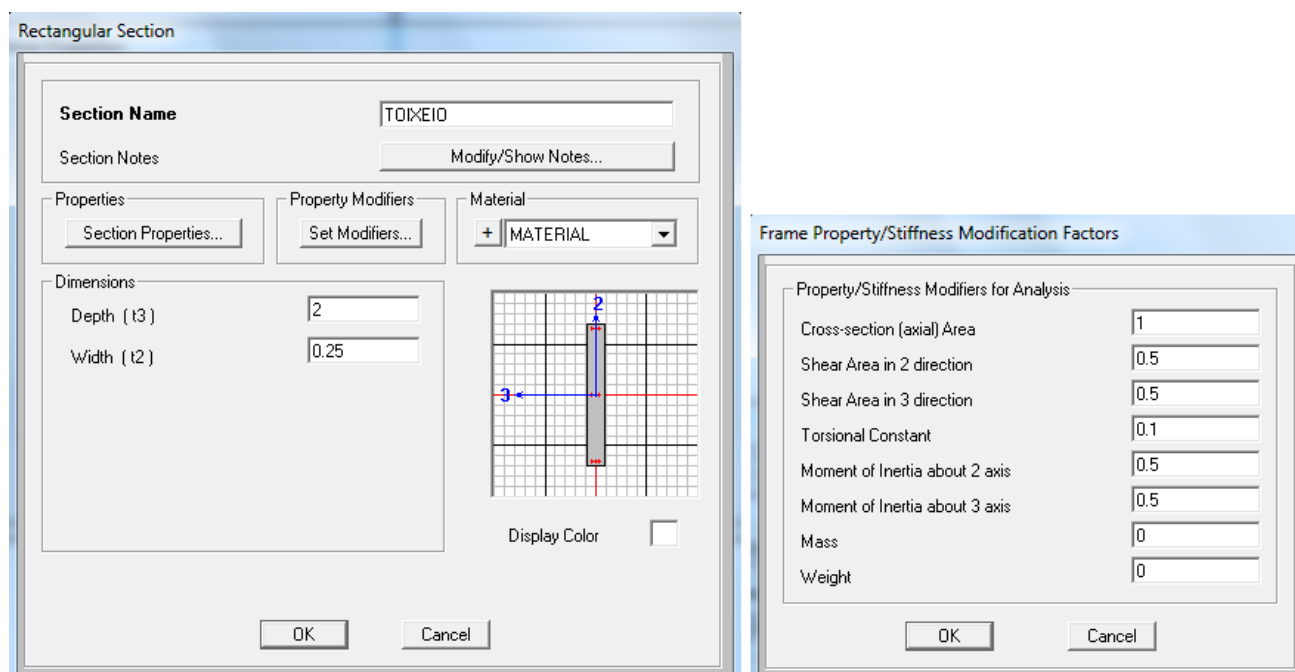 Rectangular Section
Section Name TOIXEIO
Section Notes Modify/Show Notes...
Properties Property Modifiers Material
Section Properties... Set Modifiers... + MATERIAL
Dimensions
Depth ( t3 ) 2
Width ( t2 ) 0.25
2
3
Display Color
OK Cancel
Frame Property/Stiffness Modification Factors
Property/Stiffness Modifiers for Analysis
Cross-section (axial) Area 1
Shear Area in 2 direction 0.5
Shear Area in 3 direction 0.5
Torsional Constant 0.1
Moment of Inertia about 2 axis 0.5
Moment of Inertia about 3 axis 0.5
Mass 0
Weight 0
OK Cancel